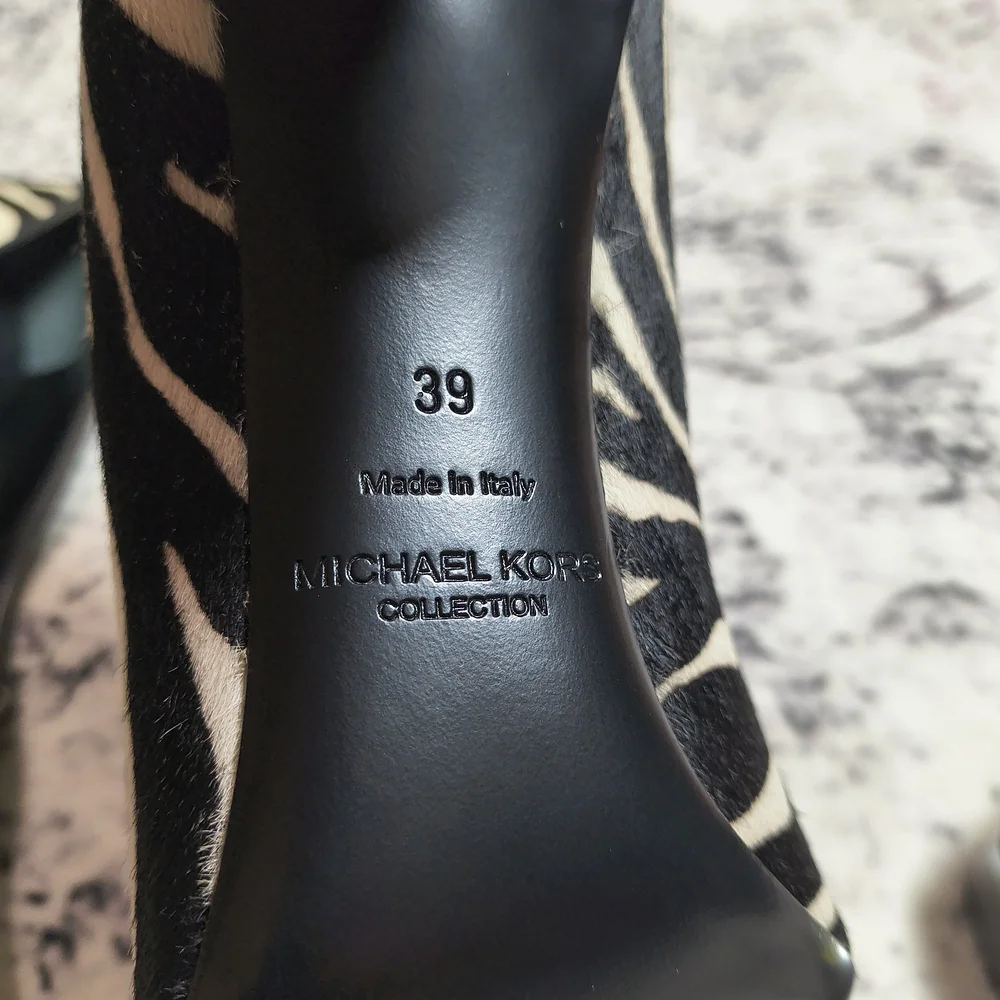 39
Made in Italy
MICHAEL KORS
COLLECTION